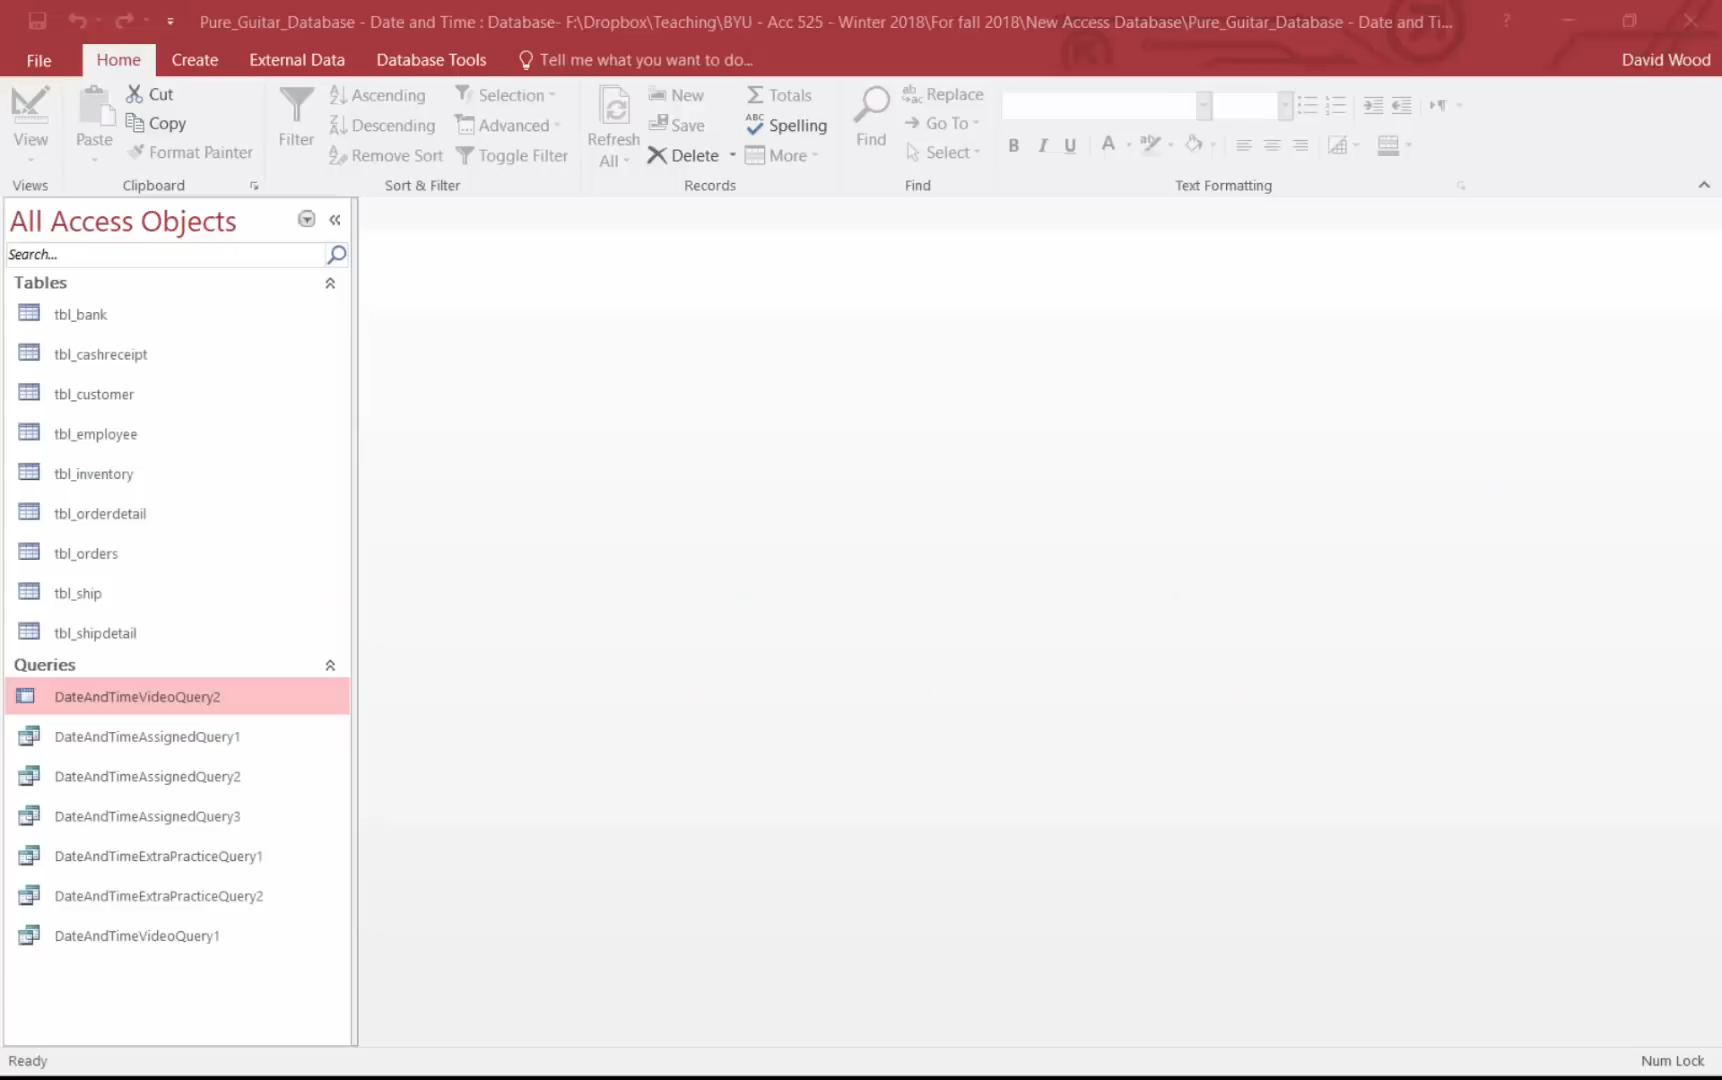 Pure_Guitar_Database - Date and Time : Database- F:\Dropbox\Teaching\BYU - Acc 525 - Winter 2018\For fall 2018\New Access Database\Pure_Guitar_Database - Date and Ti...
File Home Create External Data Database Tools Tell me what you want to do... David Wood
View
Views
Paste
Cut
Copy
Format Painter
Clipboard
Filter
Ascending
Descending
Remove Sort
Selection
Advanced
Toggle Filter
Sort & Filter
Refresh
All
New
Save
Delete
Totals
Spelling
More
Records
Find
Replace
Go To
Select
Find
B I U A
Text Formatting
All Access Objects
Search...
Tables
tbl_bank
tbl_cashreceipt
tbl_customer
tbl_employee
tbl_inventory
tbl_orderdetail
tbl_orders
tbl_ship
tbl_shipdetail
Queries
DateAndTimeVideoQuery2
DateAndTimeAssignedQuery1
DateAndTimeAssignedQuery2
DateAndTimeAssignedQuery3
DateAndTimeExtraPracticeQuery1
DateAndTimeExtraPracticeQuery2
DateAndTimeVideoQuery1
Ready
Num Lock